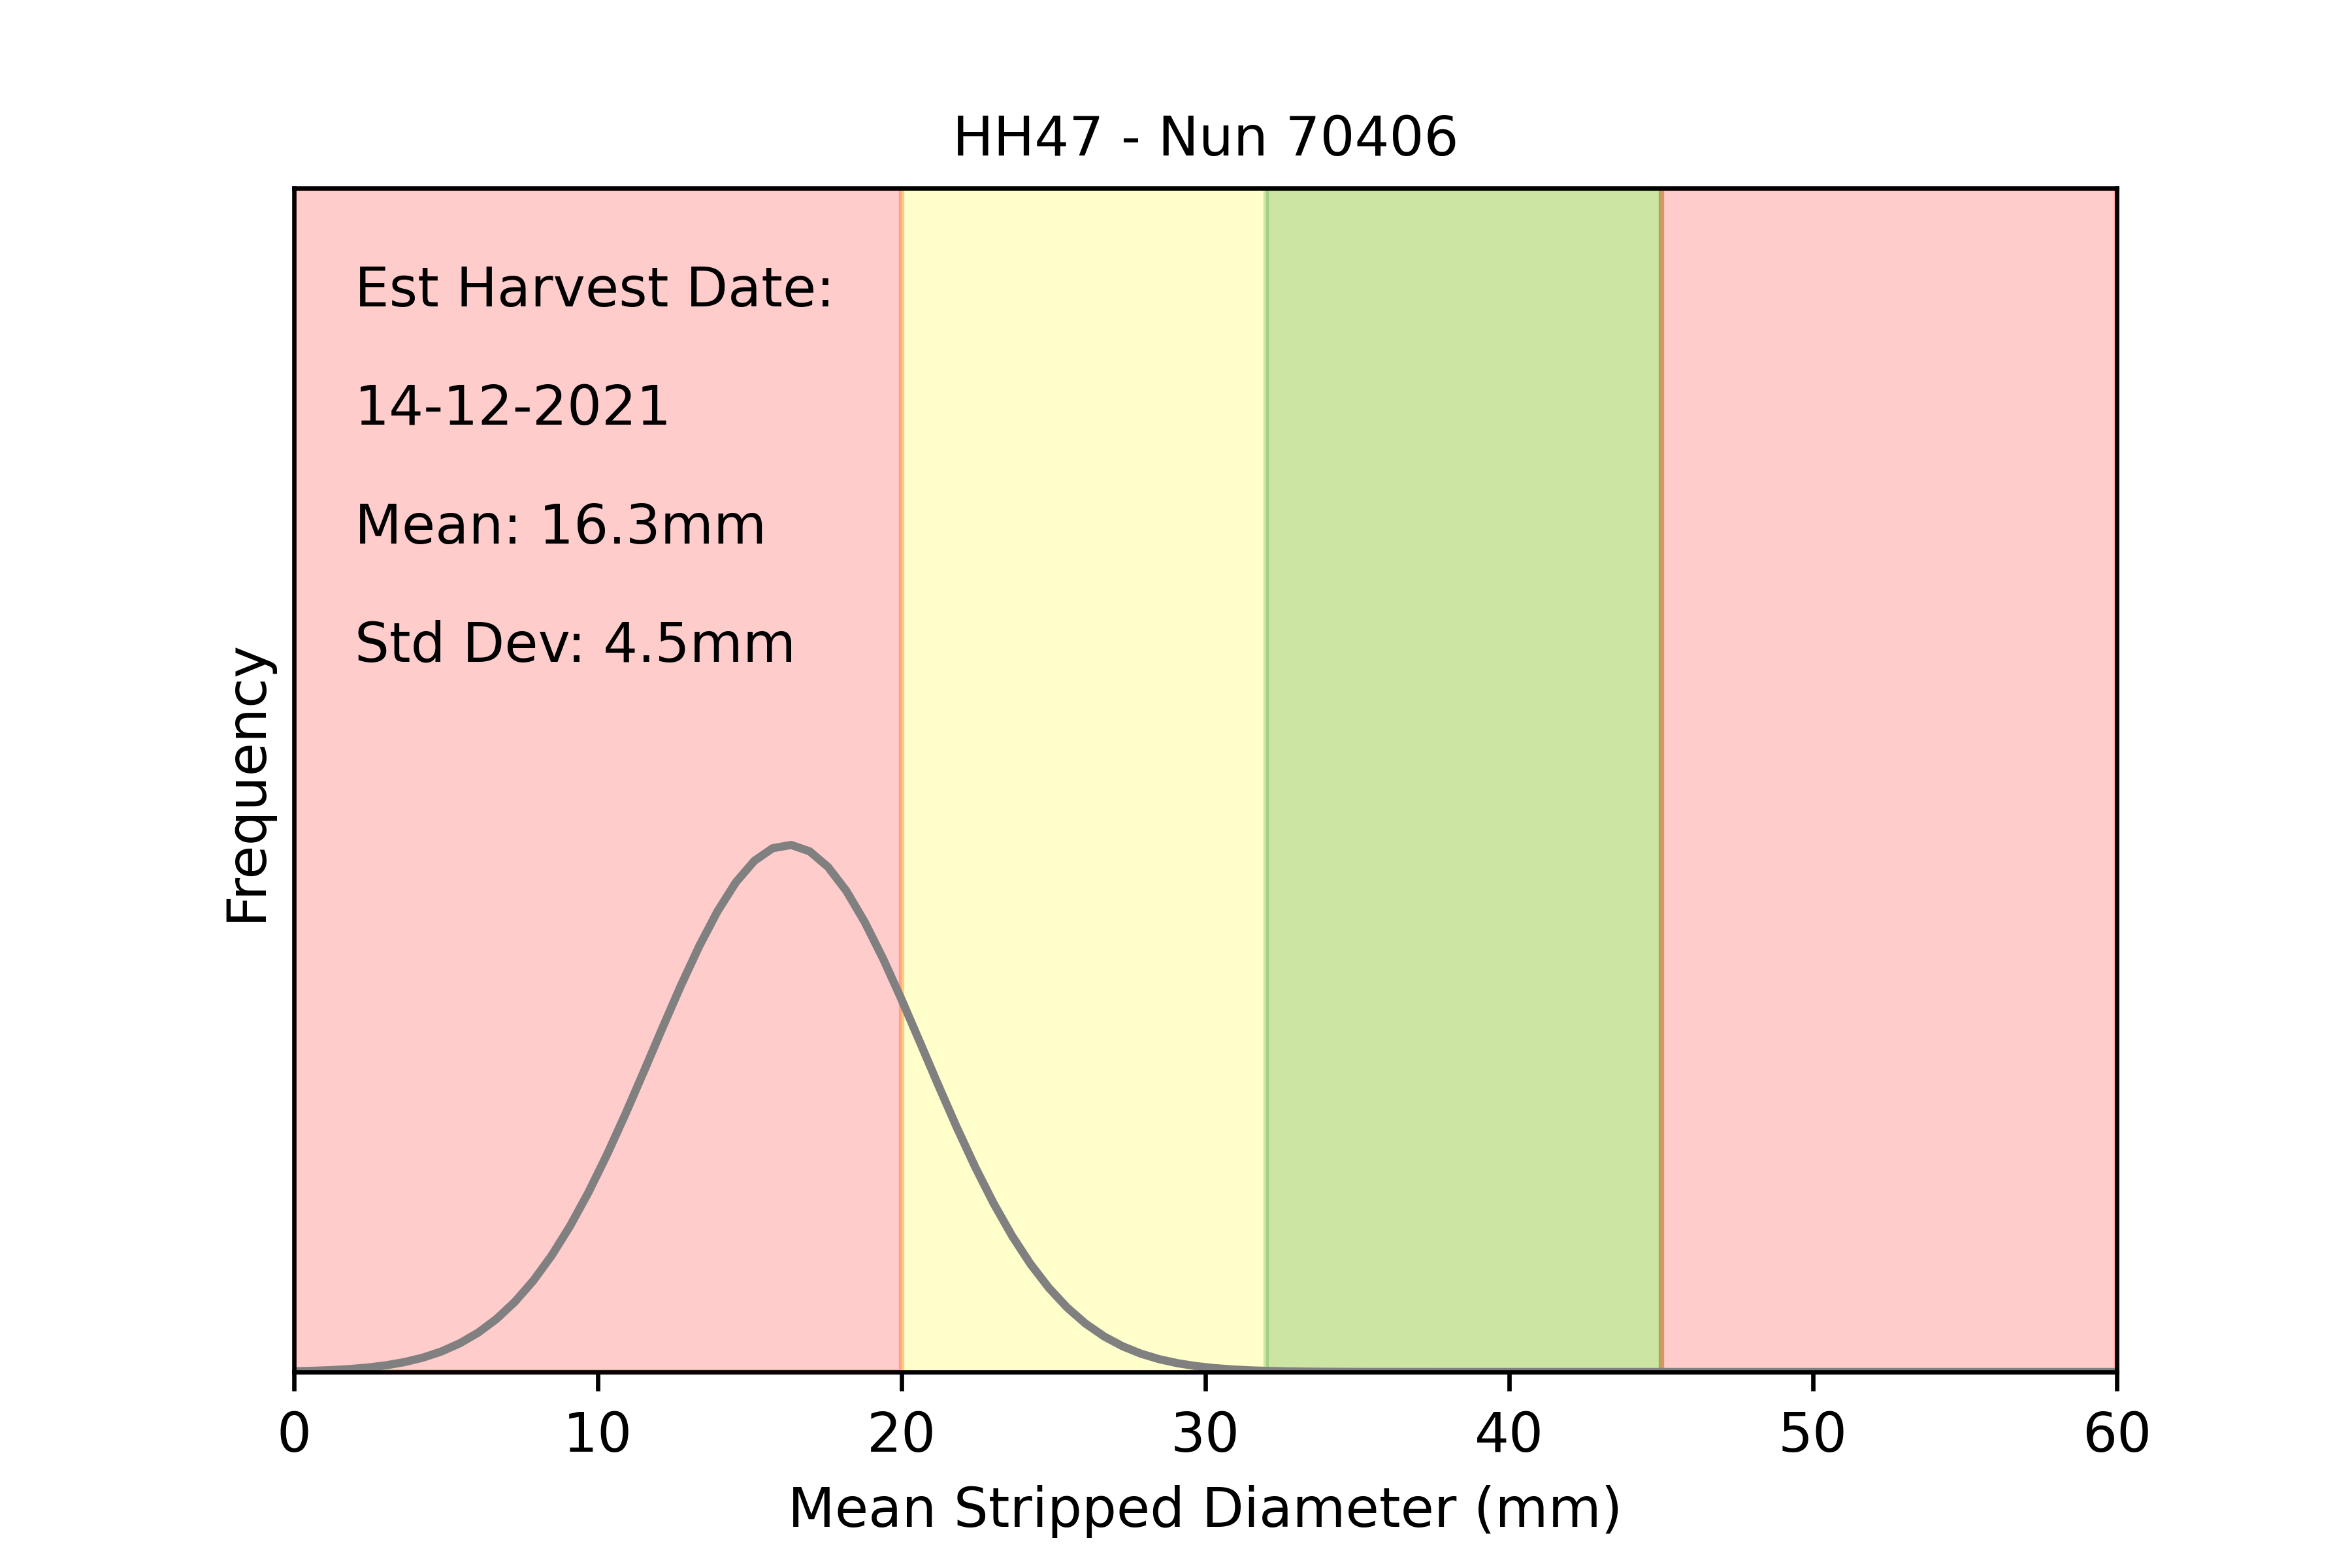 HH47 - Nun 70406
Est Harvest Date:
14-12-2021
Mean: 16.3mm
Std Dev: 4.5mm
Frequency
0 10 20 30 40 50 60
Mean Stripped Diameter (mm)